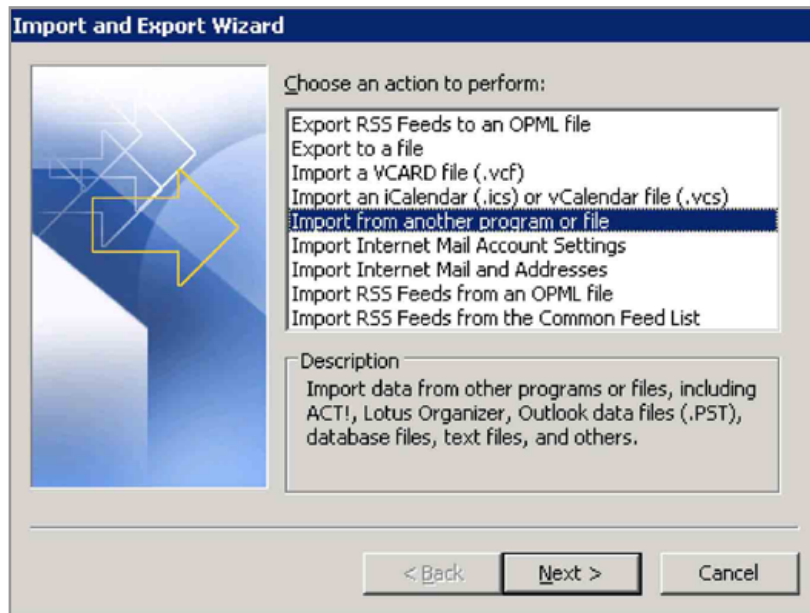 Import and Export Wizard
Choose an action to perform:
Export RSS Feeds to an OPML file
Export to a file
Import a VCARD file (.vcf)
Import an iCalendar (.ics) or vCalendar file (.vcs)
Import from another program or file
Import Internet Mail Account Settings
Import Internet Mail and Addresses
Import RSS Feeds from an OPML file
Import RSS Feeds from the Common Feed List
Description
Import data from other programs or files, including
ACT!, Lotus Organizer, Outlook data files (.PST),
database files, text files, and others.
< Back
Next >
Cancel